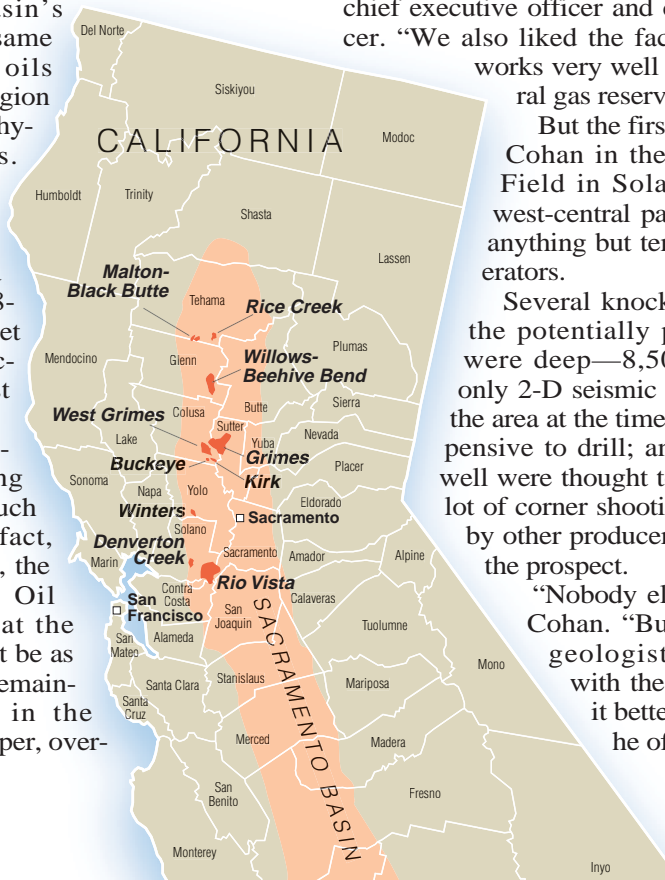 sin's
same
oils
gion
hy-
s.
8-
et
c-
st
-
ng
uch
fact,
, the
Oil
at the
t be as
emain-
in the
per, over-
chief executive officer and
cer. “We also liked the fac
works very well
ral gas reserv
But the firs
Cohan in the
Field in Sola
west-central pa
anything but ter
erators.
Several knock
the potentially p
were deep—8,50
only 2-D seismic
the area at the time
pensive to drill; an
well were thought t
lot of corner shooti
by other producer
the prospect.
“Nobody el
Cohan. “Bu
geologist
with the
it bette
he of
CALIFORNIA
Del Norte
Siskiyou
Modoc
Humboldt
Trinity
Shasta
Lassen
Malton-
Black Butte
Tehama
Rice Creek
Plumas
Mendocino
Glenn
Willows-
Beehive Bend
West Grimes
Colusa
Butte
Sierra
Lake
Sutter
Yuba
Nevada
Buckeye
Grimes
Placer
Sonoma
Napa
Yolo
Kirk
Winters
Eldorado
Sacramento
Solano
Denverton
Creek
Sacramento
Amador
Alpine
Marin
Rio Vista
Contra
Costa
San
Francisco
San
Joaquin
Calaveras
Tuolumne
San
Mateo
Alameda
Mono
Santa Clara
Stanislaus
Mariposa
Santa
Cruz
Merced
Madera
San
Benito
Fresno
Monterey
Inyo
SACRAMENTO BASIN